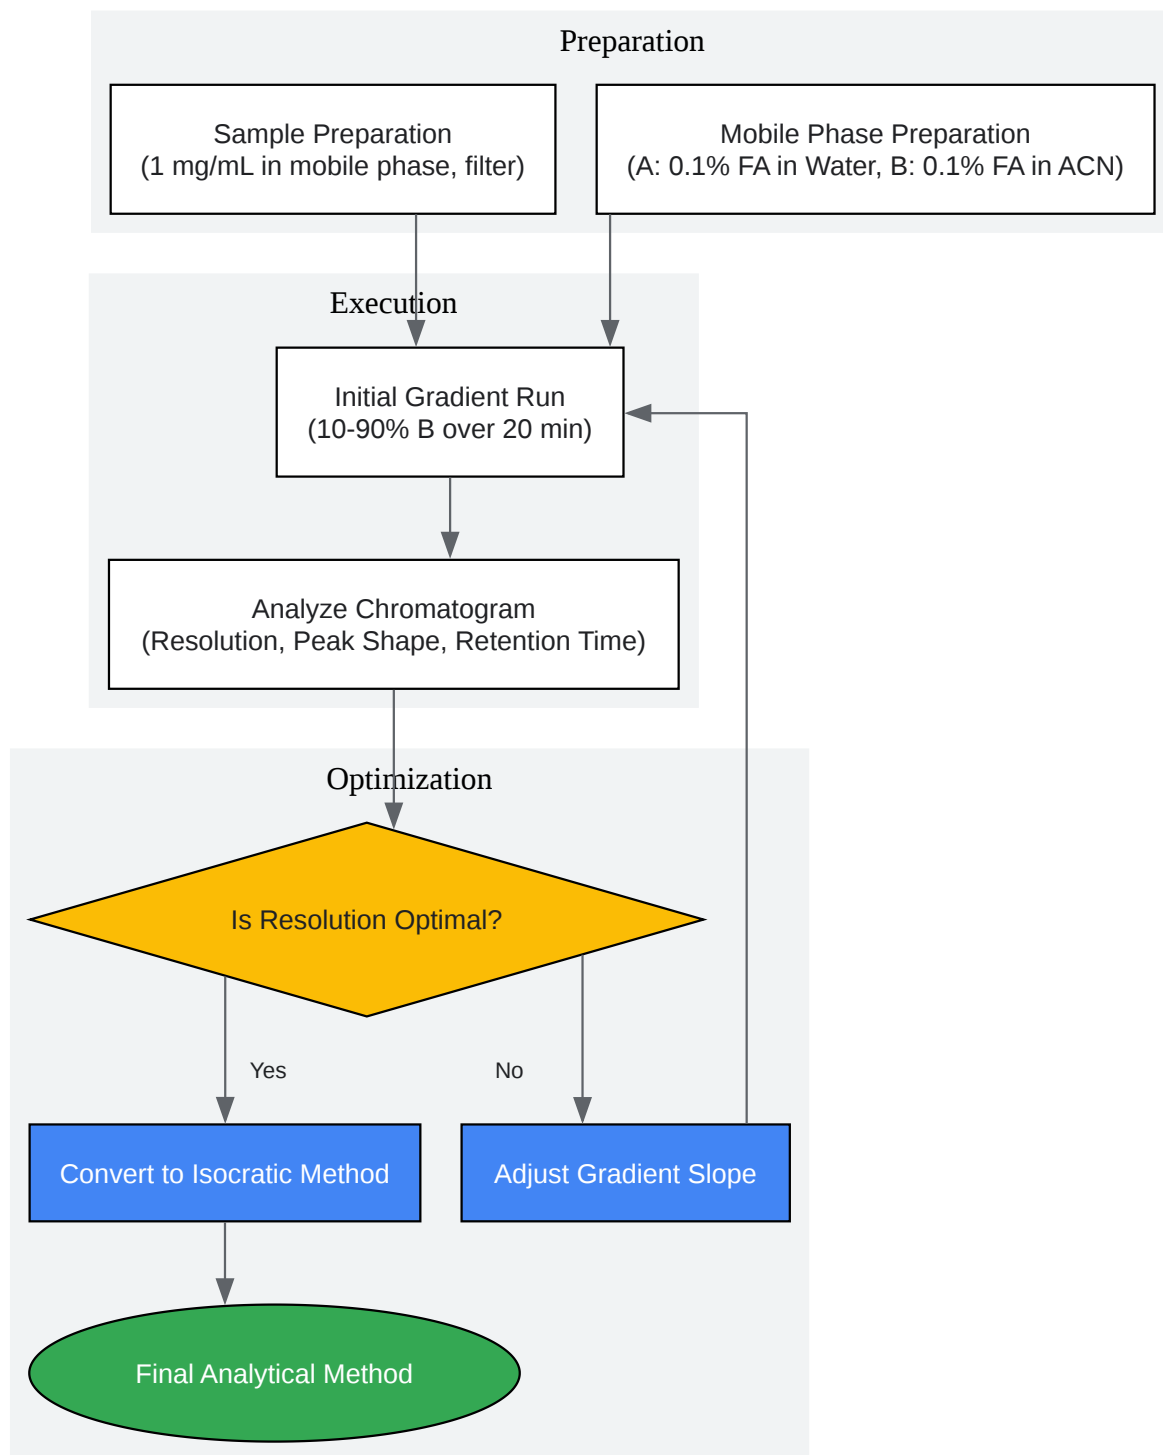 Preparation
Sample Preparation
(1 mg/mL in mobile phase, filter)
Mobile Phase Preparation
(A: 0.1% FA in Water, B: 0.1% FA in ACN)
Execution
Initial Gradient Run
(10-90% B over 20 min)
Analyze Chromatogram
(Resolution, Peak Shape, Retention Time)
Optimization
Is Resolution Optimal?
Yes
No
Convert to Isocratic Method
Adjust Gradient Slope
Final Analytical Method